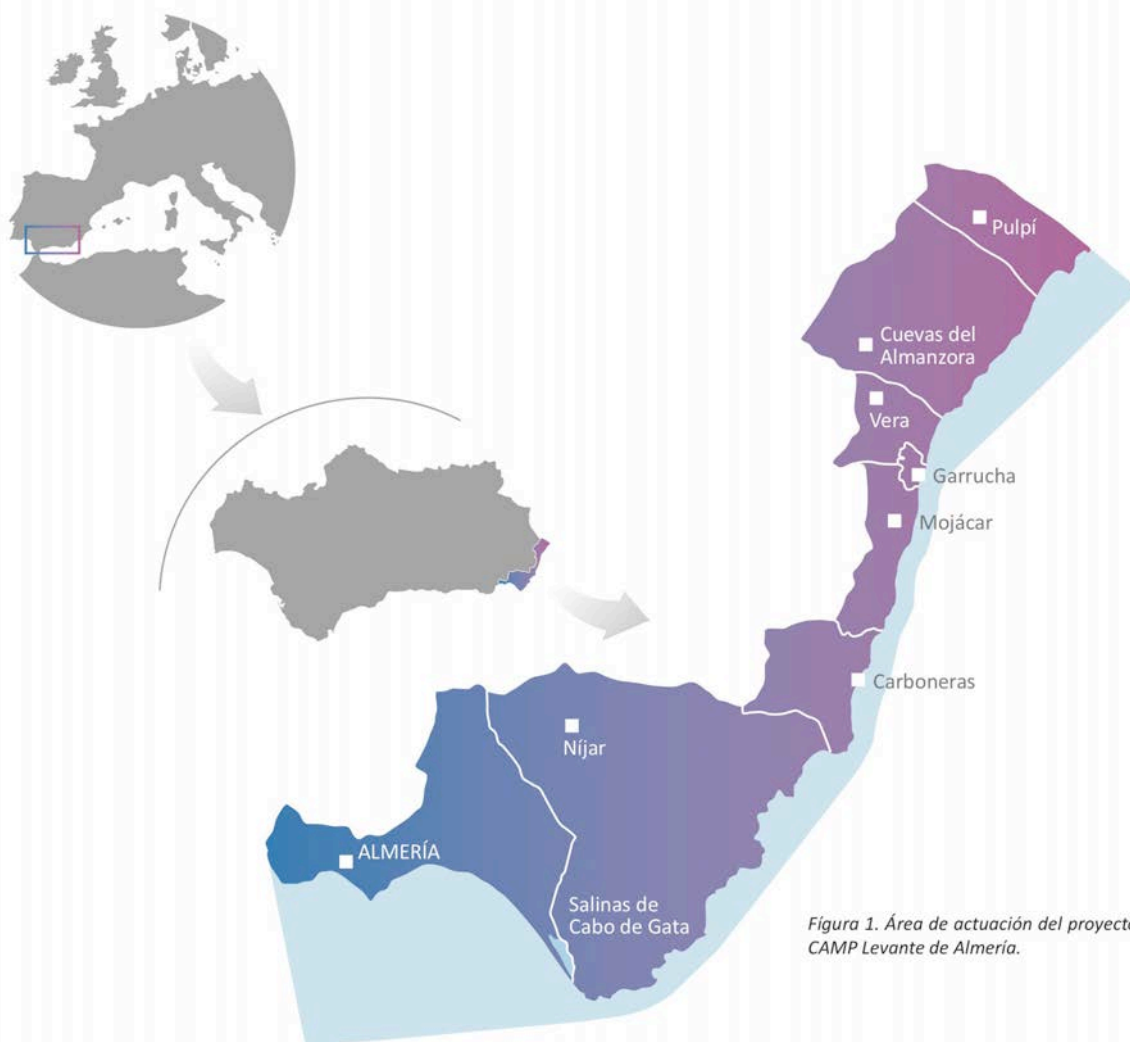 Pulpí
Cuevas del
Almanzora
Vera
Garrucha
Mojácar
Carboneras
Níjar
ALMERÍA
Salinas de
Cabo de Gata
Figura 1. Área de actuación del proyecto
CAMP Levante de Almería.